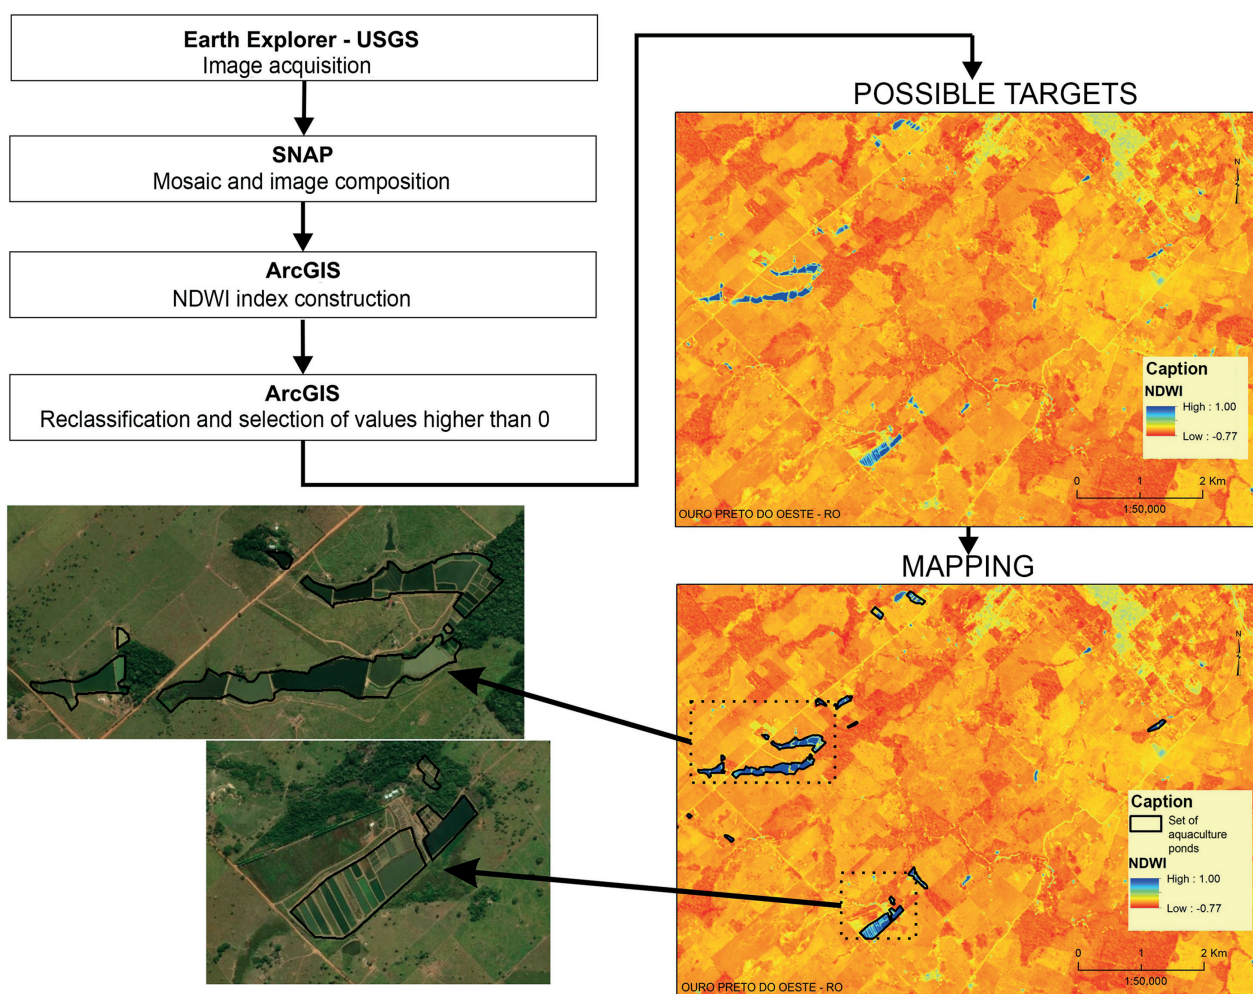 Earth Explorer - USGS
Image acquisition
SNAP
Mosaic and image composition
ArcGIS
NDWI index construction
ArcGIS
Reclassification and selection of values higher than 0
POSSIBLE TARGETS
N
Caption
NDWI
High : 1.00
Low : -0.77
0 1 2 Km
1:50,000
OURO PRETO DO OESTE - RO
MAPPING
N
Caption
Set of
aquaculture
ponds
NDWI
High : 1.00
Low : -0.77
0 1 2 Km
1:50,000
OURO PRETO DO OESTE - RO